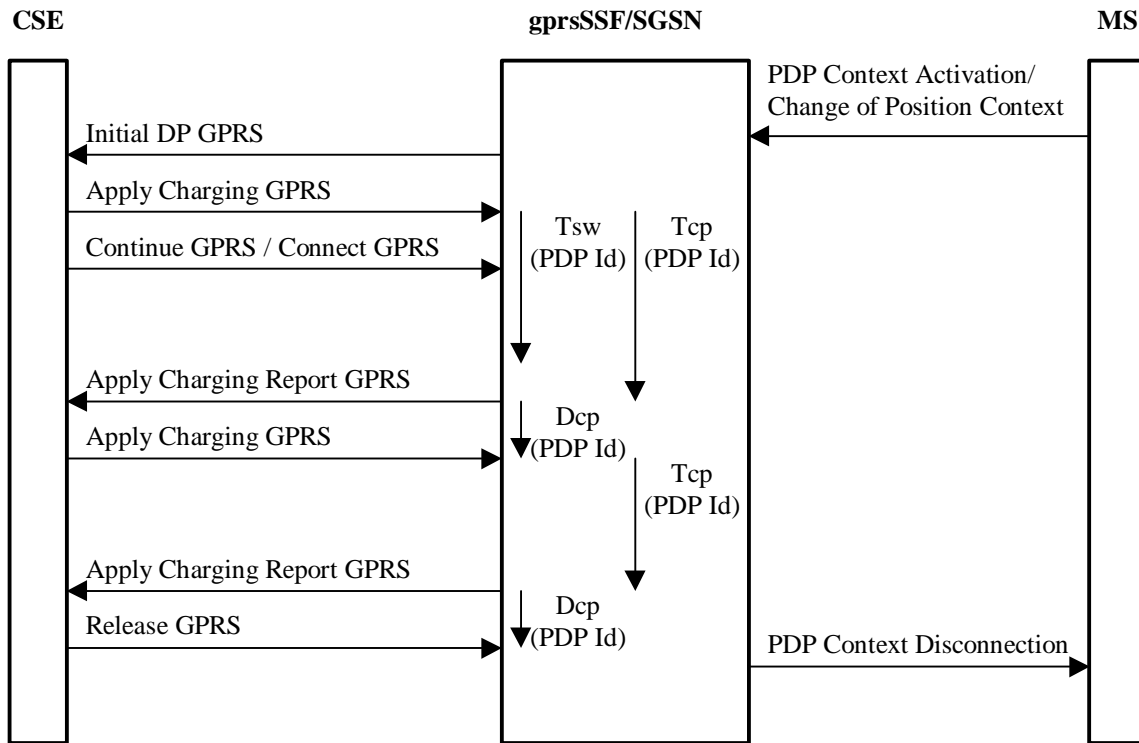 CSE
gprsSSF/SGSN
MS
PDP Context Activation/
Change of Position Context
Initial DP GPRS
Apply Charging GPRS
Tsw
(PDP Id)
Tcp
(PDP Id)
Continue GPRS / Connect GPRS
Apply Charging Report GPRS
Dcp
(PDP Id)
Apply Charging GPRS
Tcp
(PDP Id)
Apply Charging Report GPRS
Dcp
(PDP Id)
Release GPRS
PDP Context Disconnection